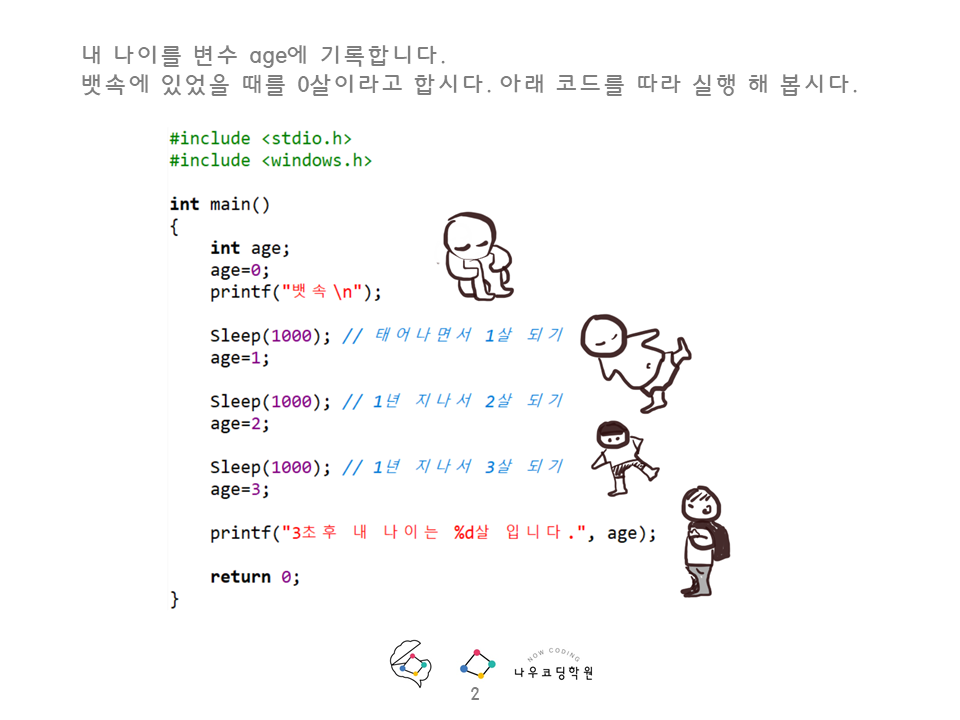 내 나이를 변수 age에 기록합니다.
뱃속에 있었을 때를 0살이라고 합시다. 아래 코드를 따라 실행 해 봅시다.
#include <stdio.h>
#include <windows.h>
int main()
{
int age;
age=0;
printf("뱃속\n");
Sleep(1000); // 태어나면서 1살 되기
age=1;
Sleep(1000); // 1년 지나서 2살 되기
age=2;
Sleep(1000); // 1년 지나서 3살 되기
age=3;
printf("3초후 내 나이는 %d살 입니다.", age);
return 0;
}
NOW CODING
나우코딩학원
2